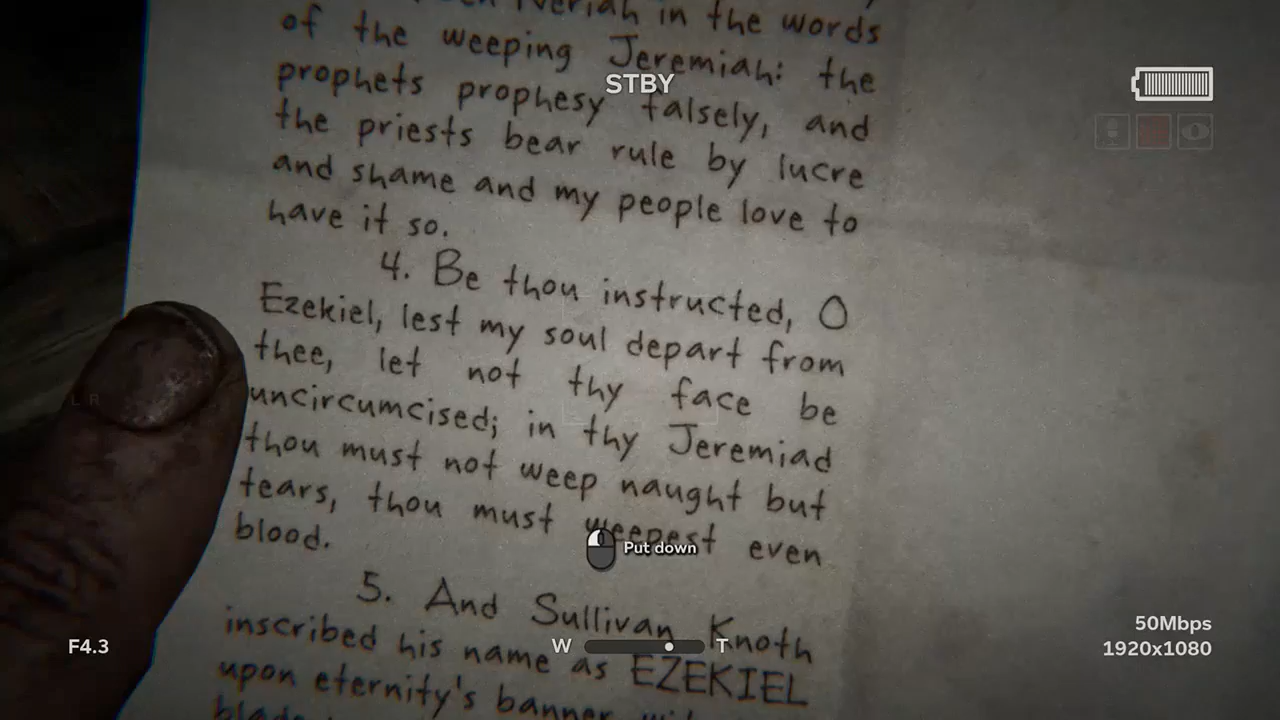 in the words
of the weeping Jeremiah: the
prophets prophesy falsely, and
the priests bear rule by lucre
and shame and my people love to
have it so.
4. Be thou instructed, O
Ezekiel, lest my soul depart from
thee, let not thy face be
uncircumcised; in thy Jeremiad
thou must not weep naught but
tears, thou must weepest even
blood.
5. And Sullivan Knoth
inscribed his name as EZEKIEL
upon eternity's banner
STBY
L R
Put down
F4.3
W T
50Mbps
1920x1080